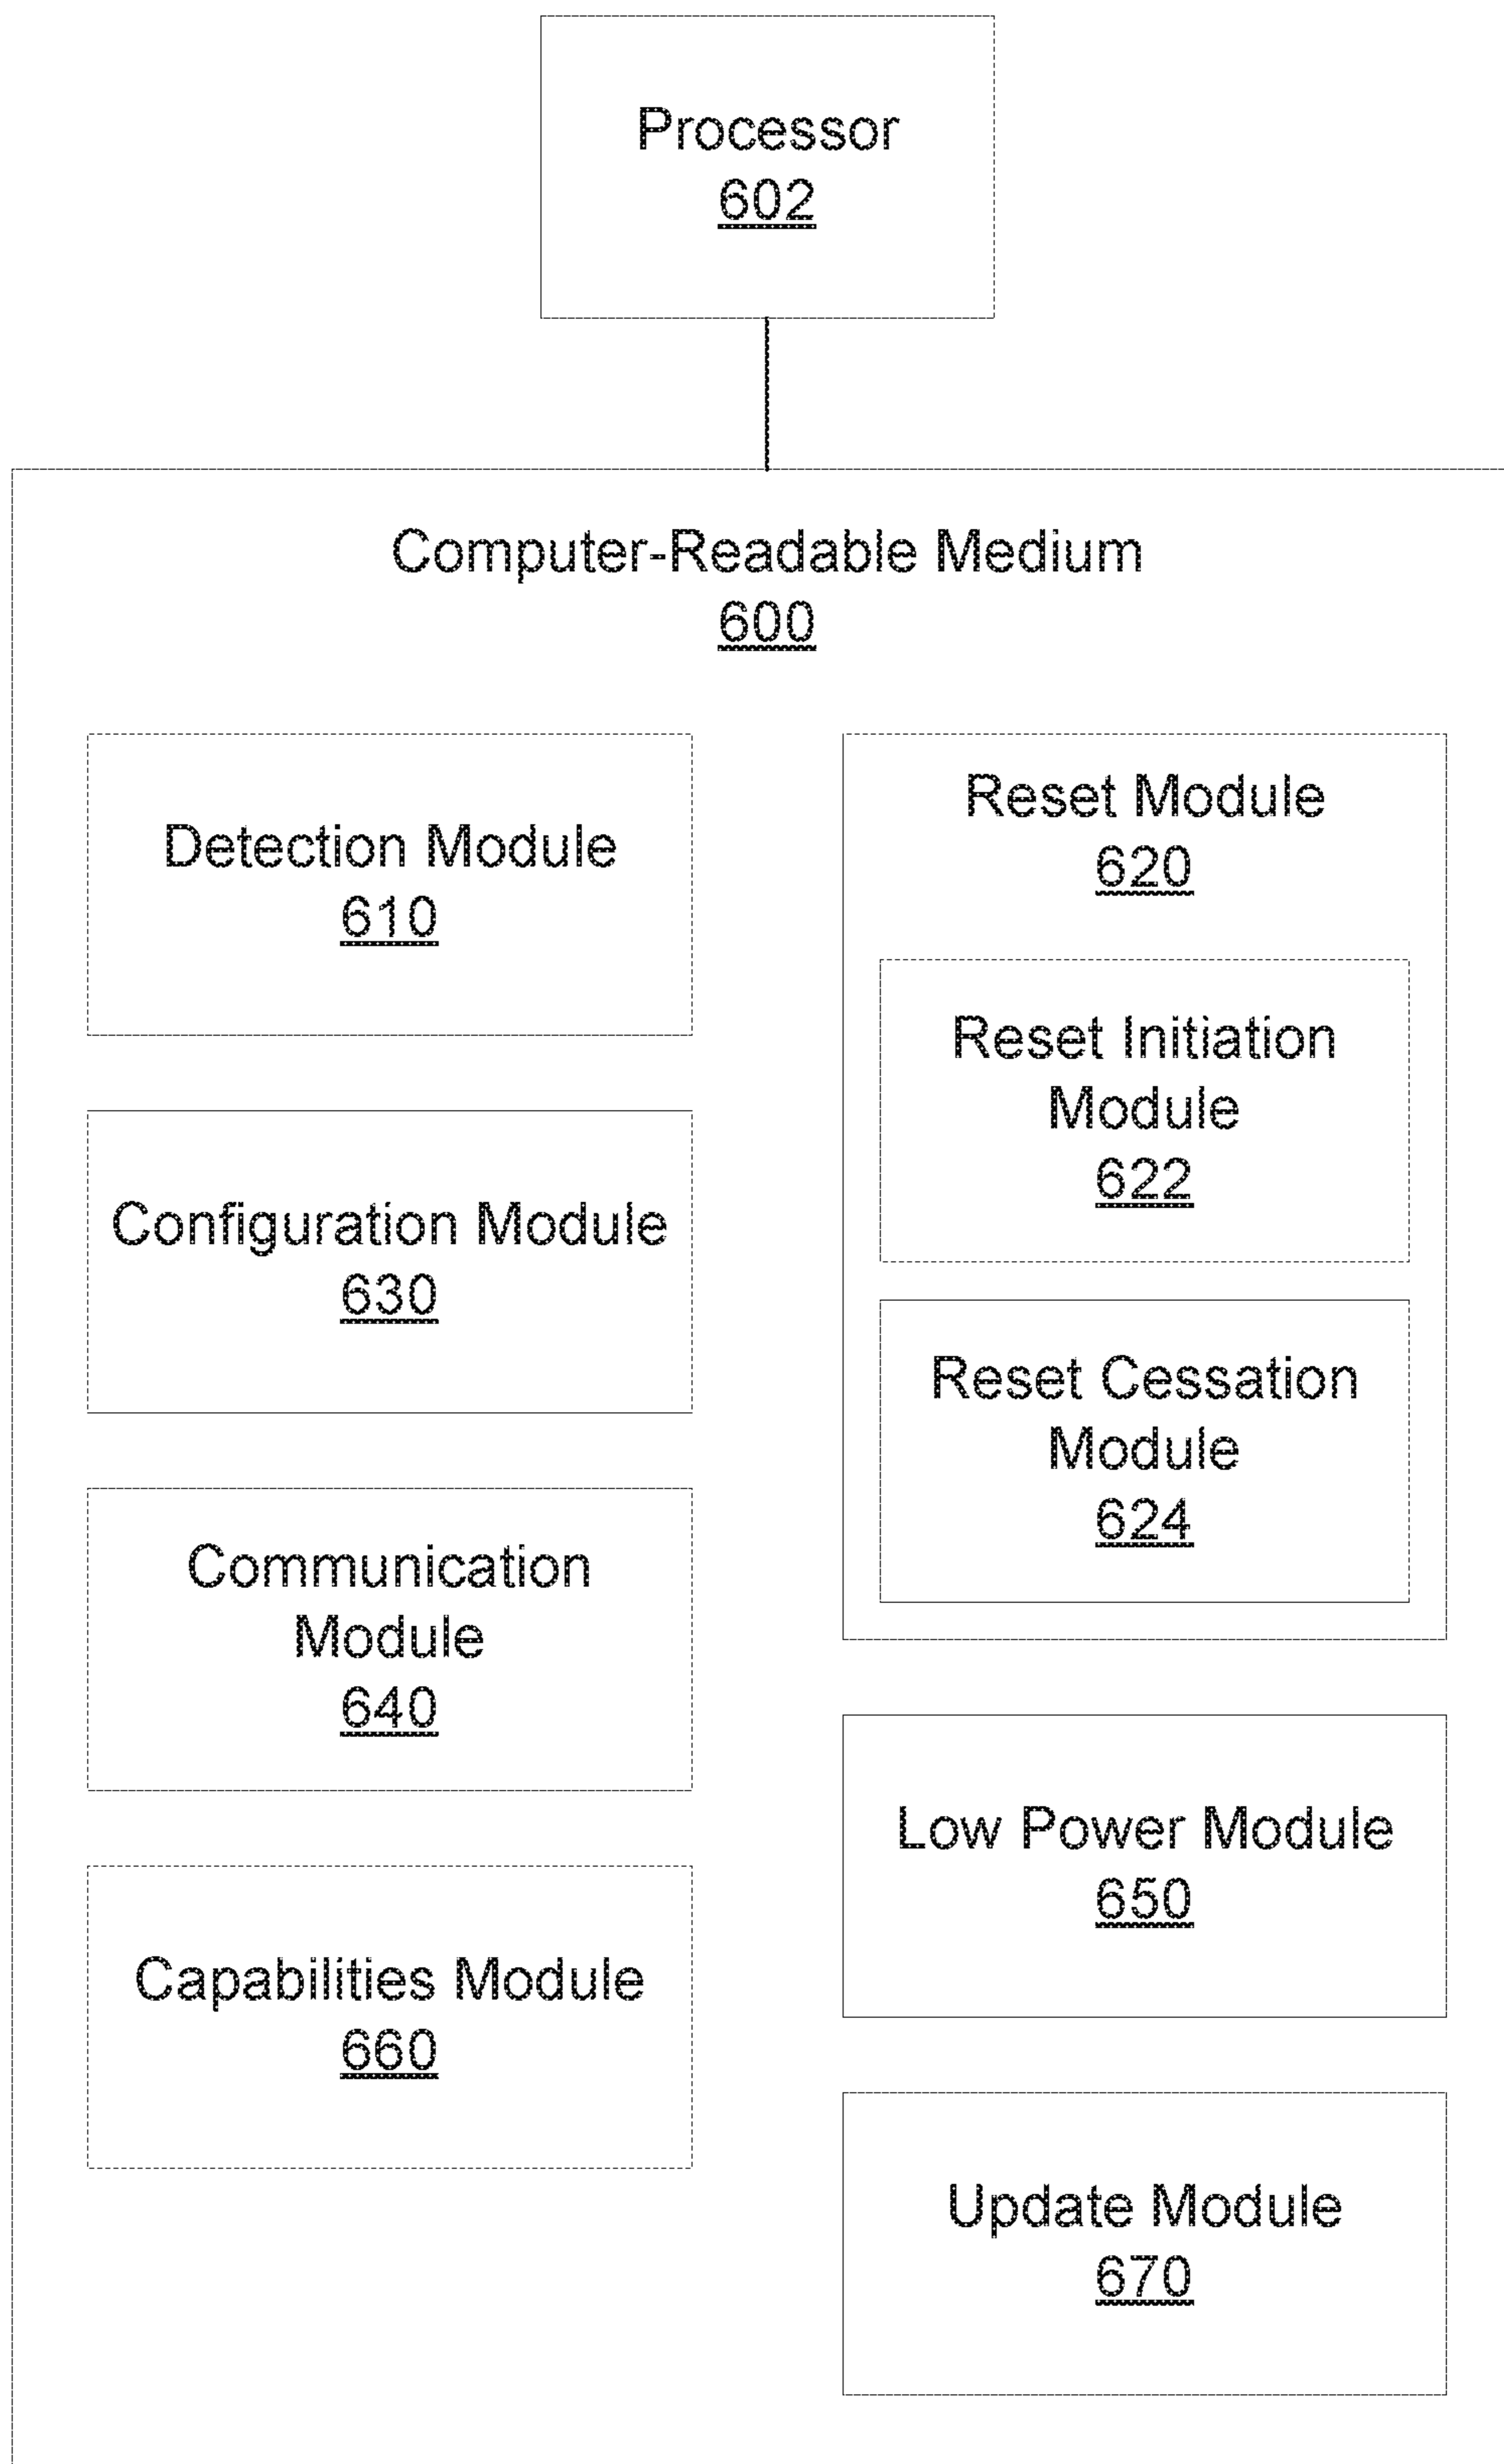 Processor
602
Computer-Readable Medium
600
Detection Module
610
Configuration Module
630
Communication
Module
640
Capabilities Module
660
Reset Module
620
Reset Initiation
Module
622
Reset Cessation
Module
624
Low Power Module
650
Update Module
670